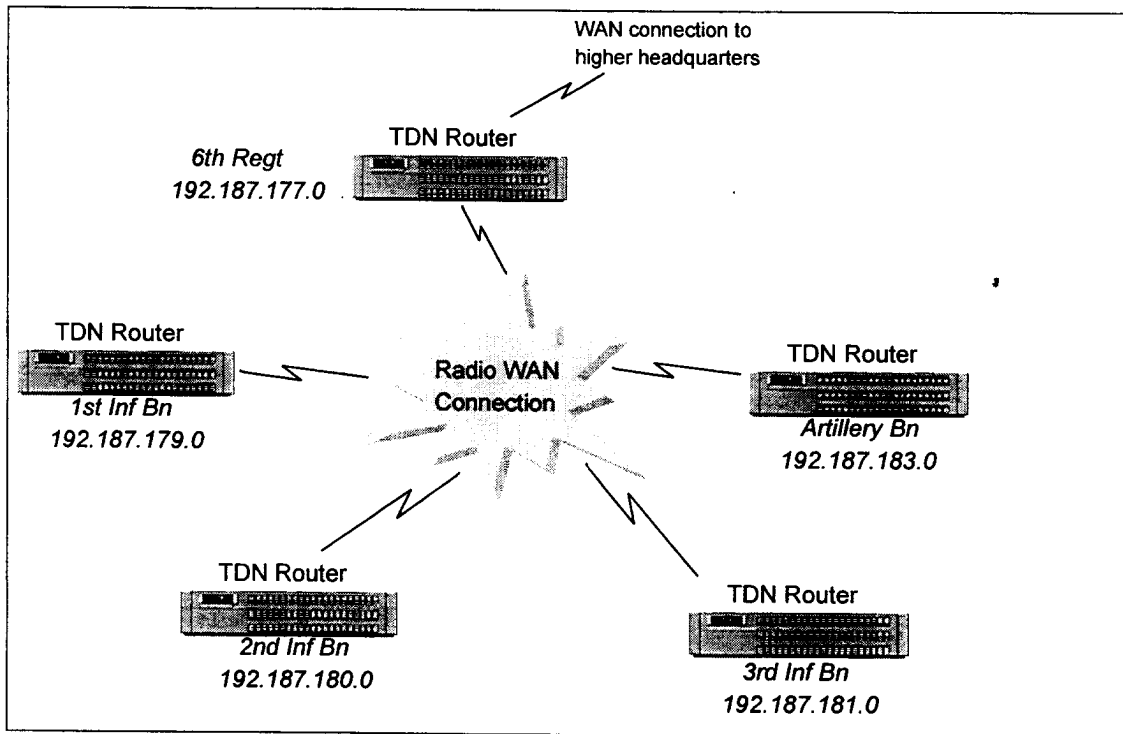 WAN connection to
higher headquarters
TDN Router
6th Regt
192.187.177.0
TDN Router
1st Inf Bn
192.187.179.0
Radio WAN
Connection
TDN Router
Artillery Bn
192.187.183.0
TDN Router
2nd Inf Bn
192.187.180.0
TDN Router
3rd Inf Bn
192.187.181.0